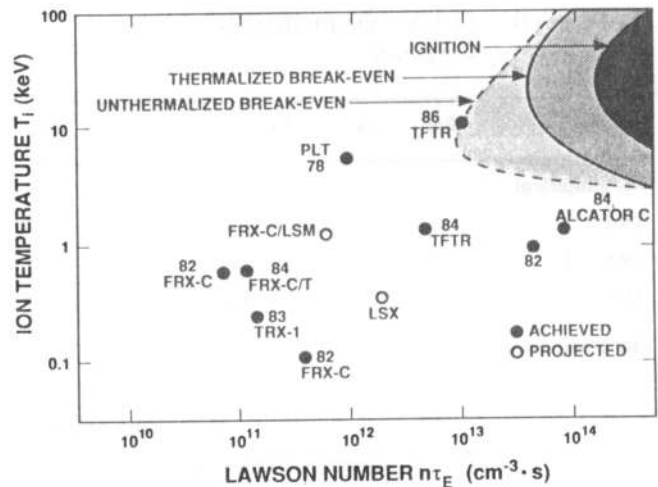 ION TEMPERATURE Tᵢ (keV)
100
10
1
0.1
IGNITION
THERMALIZED BREAK-EVEN
UNTHERMALIZED BREAK-EVEN
86
TFTR
PLT
78
84
ALCATOR C
FRX-C/LSM
84
TFTR
82
82
FRX-C
84
FRX-C/T
83
TRX-1
LSX
82
FRX-C
ACHIEVED
PROJECTED
10¹⁰
10¹¹
10¹²
10¹³
10¹⁴
LAWSON NUMBER nτ_E (cm⁻³·s)